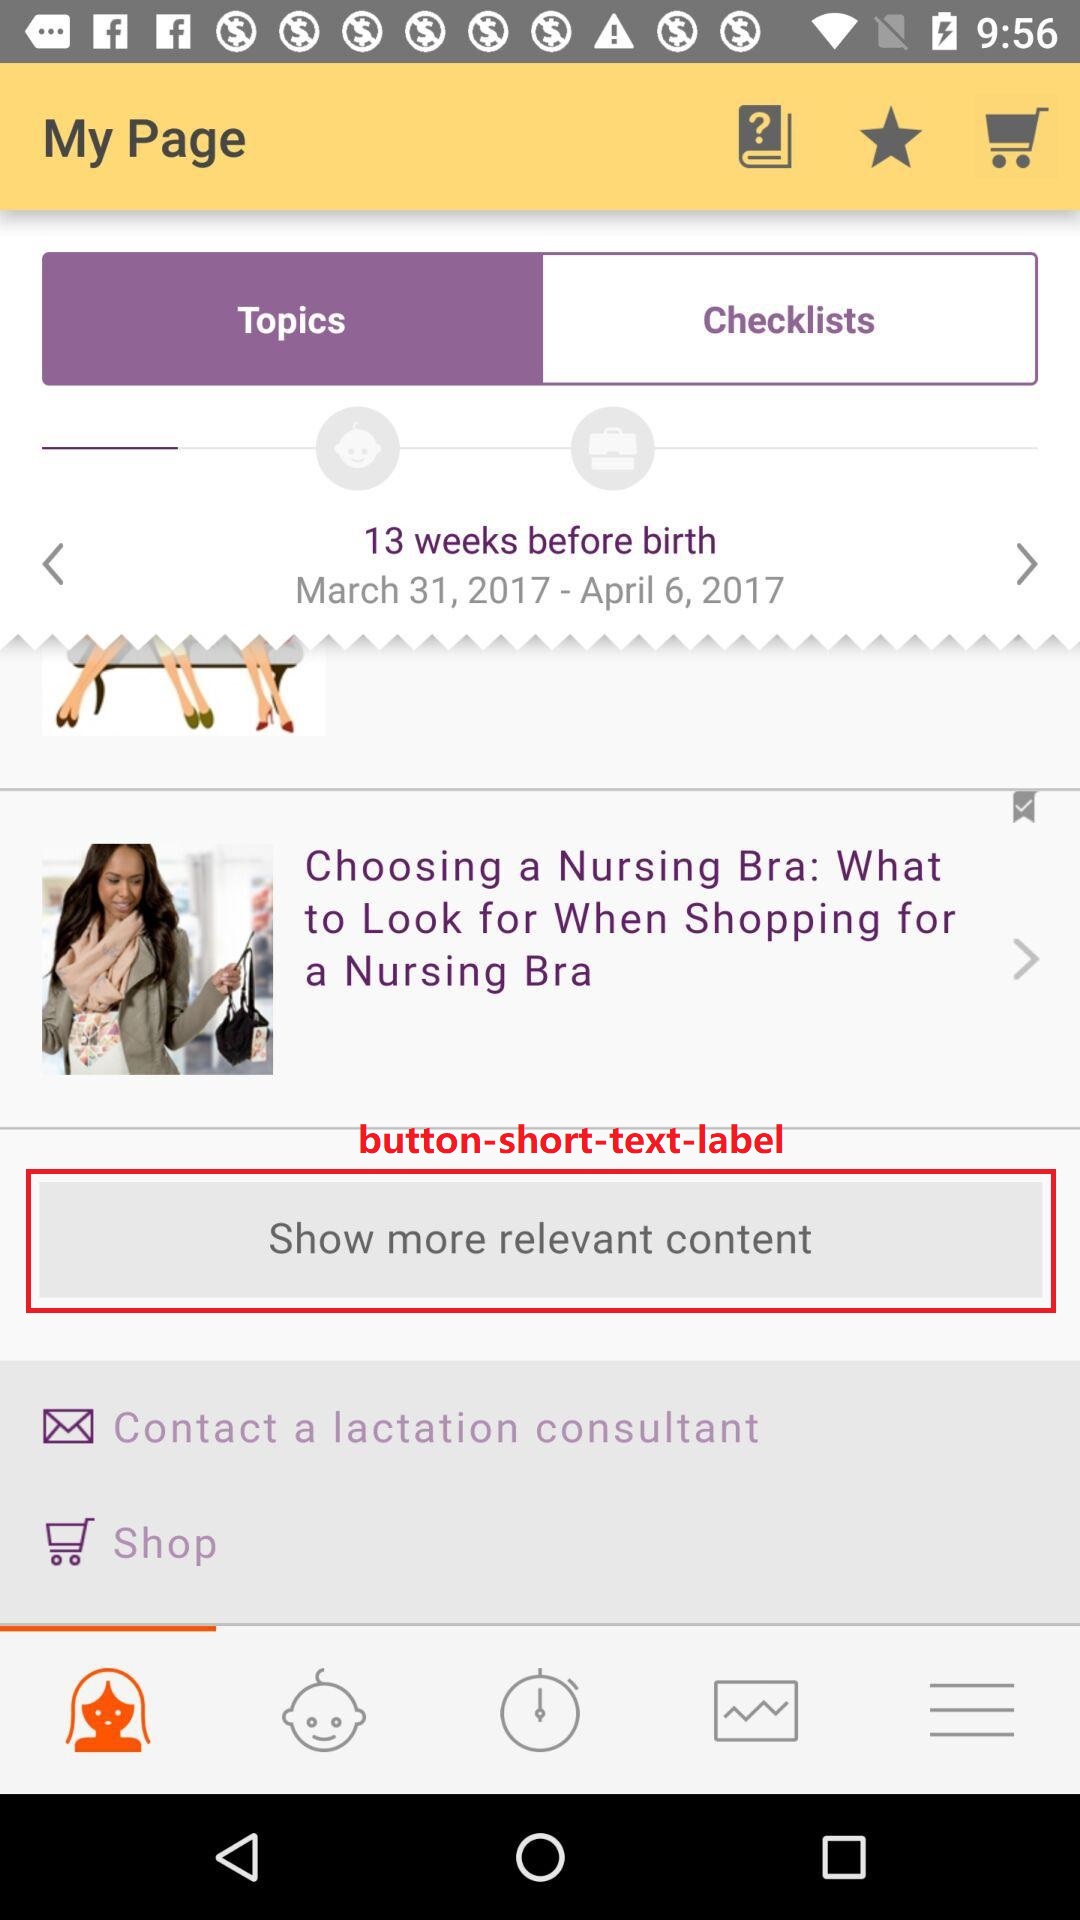 9:56
My Page
Topics
Checklists
13 weeks before birth
March 31, 2017 - April 6, 2017
Choosing a Nursing Bra: What
to Look for When Shopping for
a Nursing Bra
button-short-text-label
Show more relevant content
Contact a lactation consultant
Shop